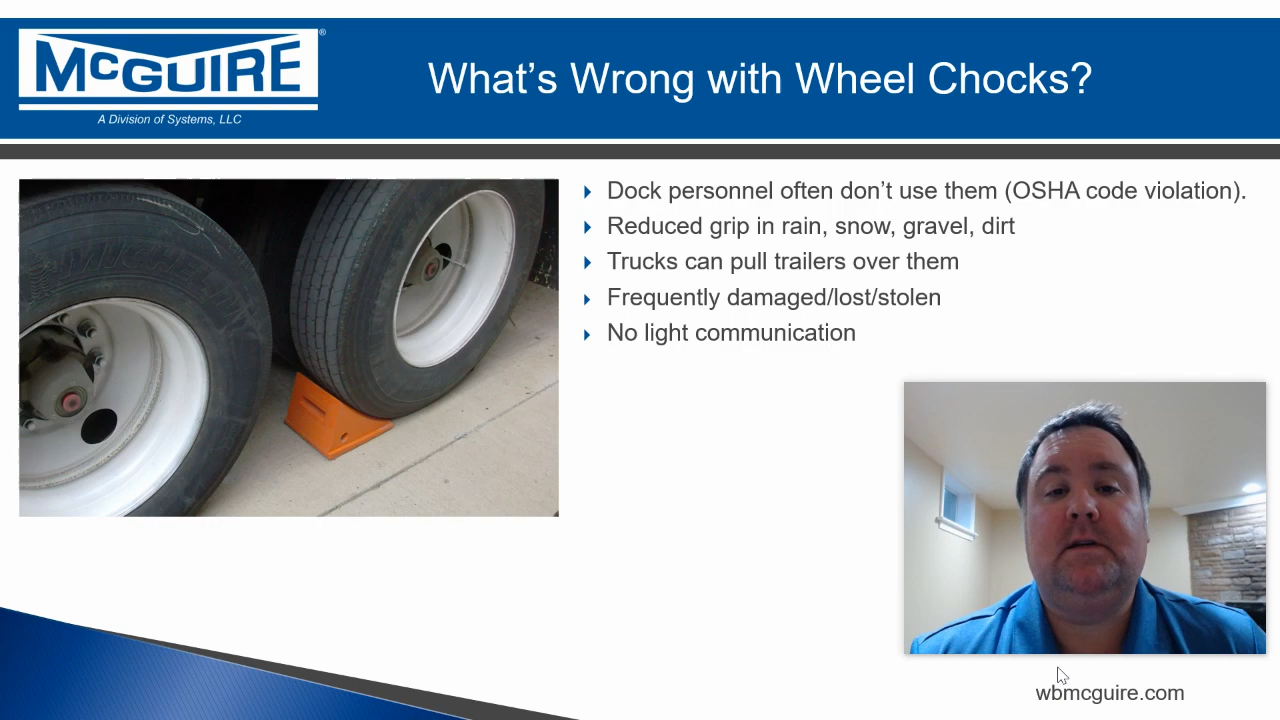 McGUIRE®
A Division of Systems, LLC
What's Wrong with Wheel Chocks?
Dock personnel often don't use them (OSHA code violation).
Reduced grip in rain, snow, gravel, dirt
Trucks can pull trailers over them
Frequently damaged/lost/stolen
No light communication
MICHELIN
wbmcguire.com